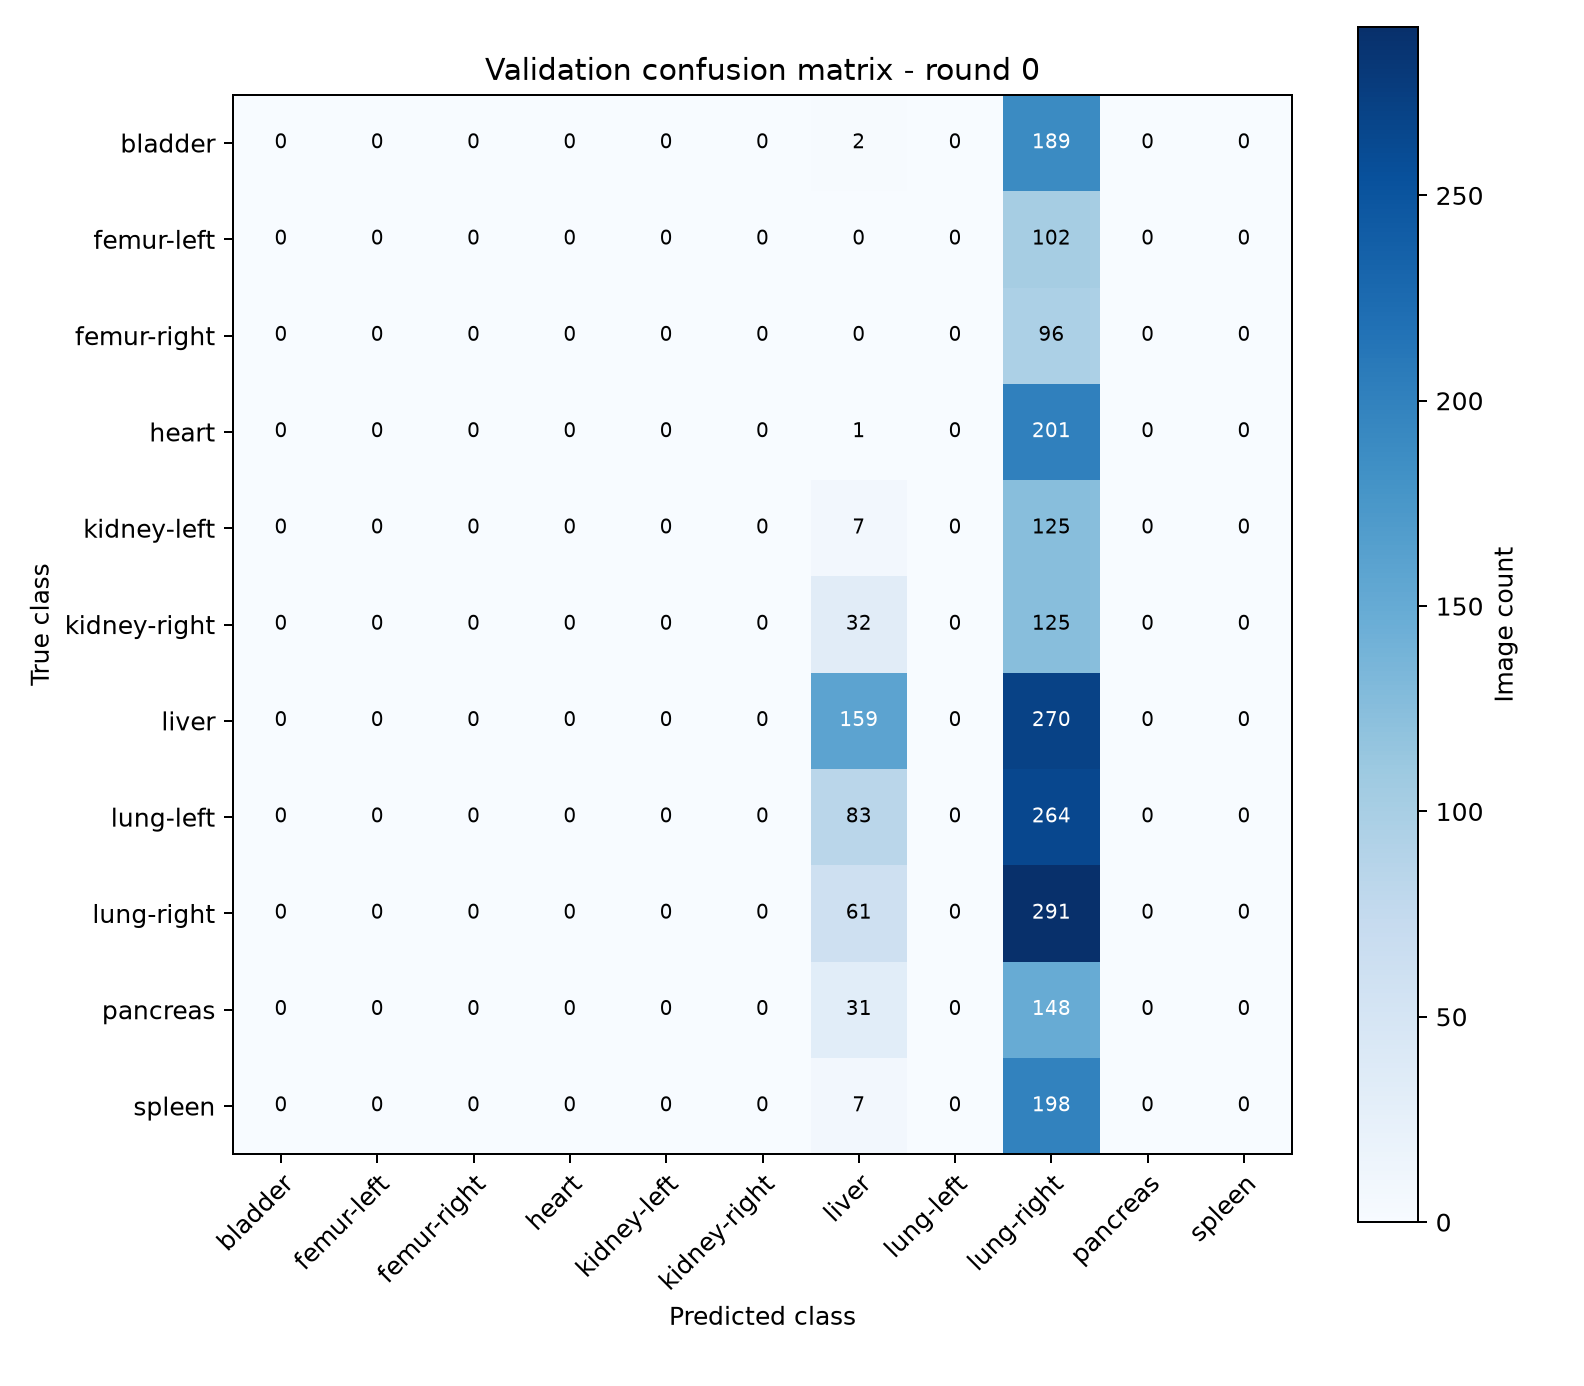 Validation confusion matrix - round 0
True class
bladder 0 0 0 0 0 0 2 0 189 0 0
femur-left 0 0 0 0 0 0 0 0 102 0 0
femur-right 0 0 0 0 0 0 0 0 96 0 0
heart 0 0 0 0 0 0 1 0 201 0 0
kidney-left 0 0 0 0 0 0 7 0 125 0 0
kidney-right 0 0 0 0 0 0 32 0 125 0 0
liver 0 0 0 0 0 0 159 0 270 0 0
lung-left 0 0 0 0 0 0 83 0 264 0 0
lung-right 0 0 0 0 0 0 61 0 291 0 0
pancreas 0 0 0 0 0 0 31 0 148 0 0
spleen 0 0 0 0 0 0 7 0 198 0 0
bladder femur-left femur-right heart kidney-left kidney-right liver lung-left lung-right pancreas spleen
Predicted class
250
200
150
100
50
0
Image count